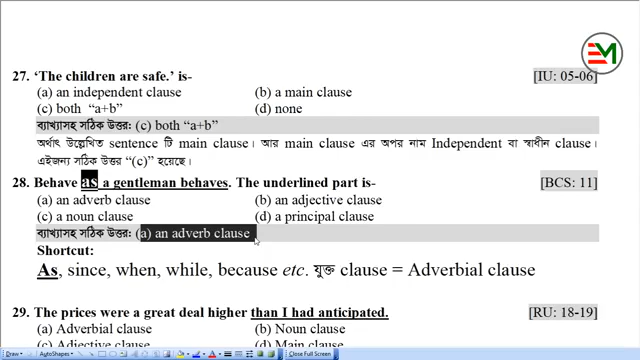 EM
27. ‘The children are safe.’ is- [IU: 05-06]
(a) an independent clause (b) a main clause
(c) both “a+b” (d) none
ব্যাখ্যাসহ সঠিক উত্তর: (c) both “a+b”
অর্থাৎ উল্লেখিত sentence টি main clause। আর main clause এর অপর নাম Independent বা স্বাধীন clause।
এইজন্য সঠিক উত্তর “(c)” হয়েছে।
28. Behave as a gentleman behaves. The underlined part is- [BCS: 11]
(a) an adverb clause (b) an adjective clause
(c) a noun clause (d) a principal clause
ব্যাখ্যাসহ সঠিক উত্তর: (a) an adverb clause
Shortcut:
As, since, when, while, because etc. যুক্ত clause = Adverbial clause
29. The prices were a great deal higher than I had anticipated. [RU: 18-19]
(a) Adverbial clause (b) Noun clause
(c) Adjective clause (d) Main clause
Draw AutoShapes Close Full Screen